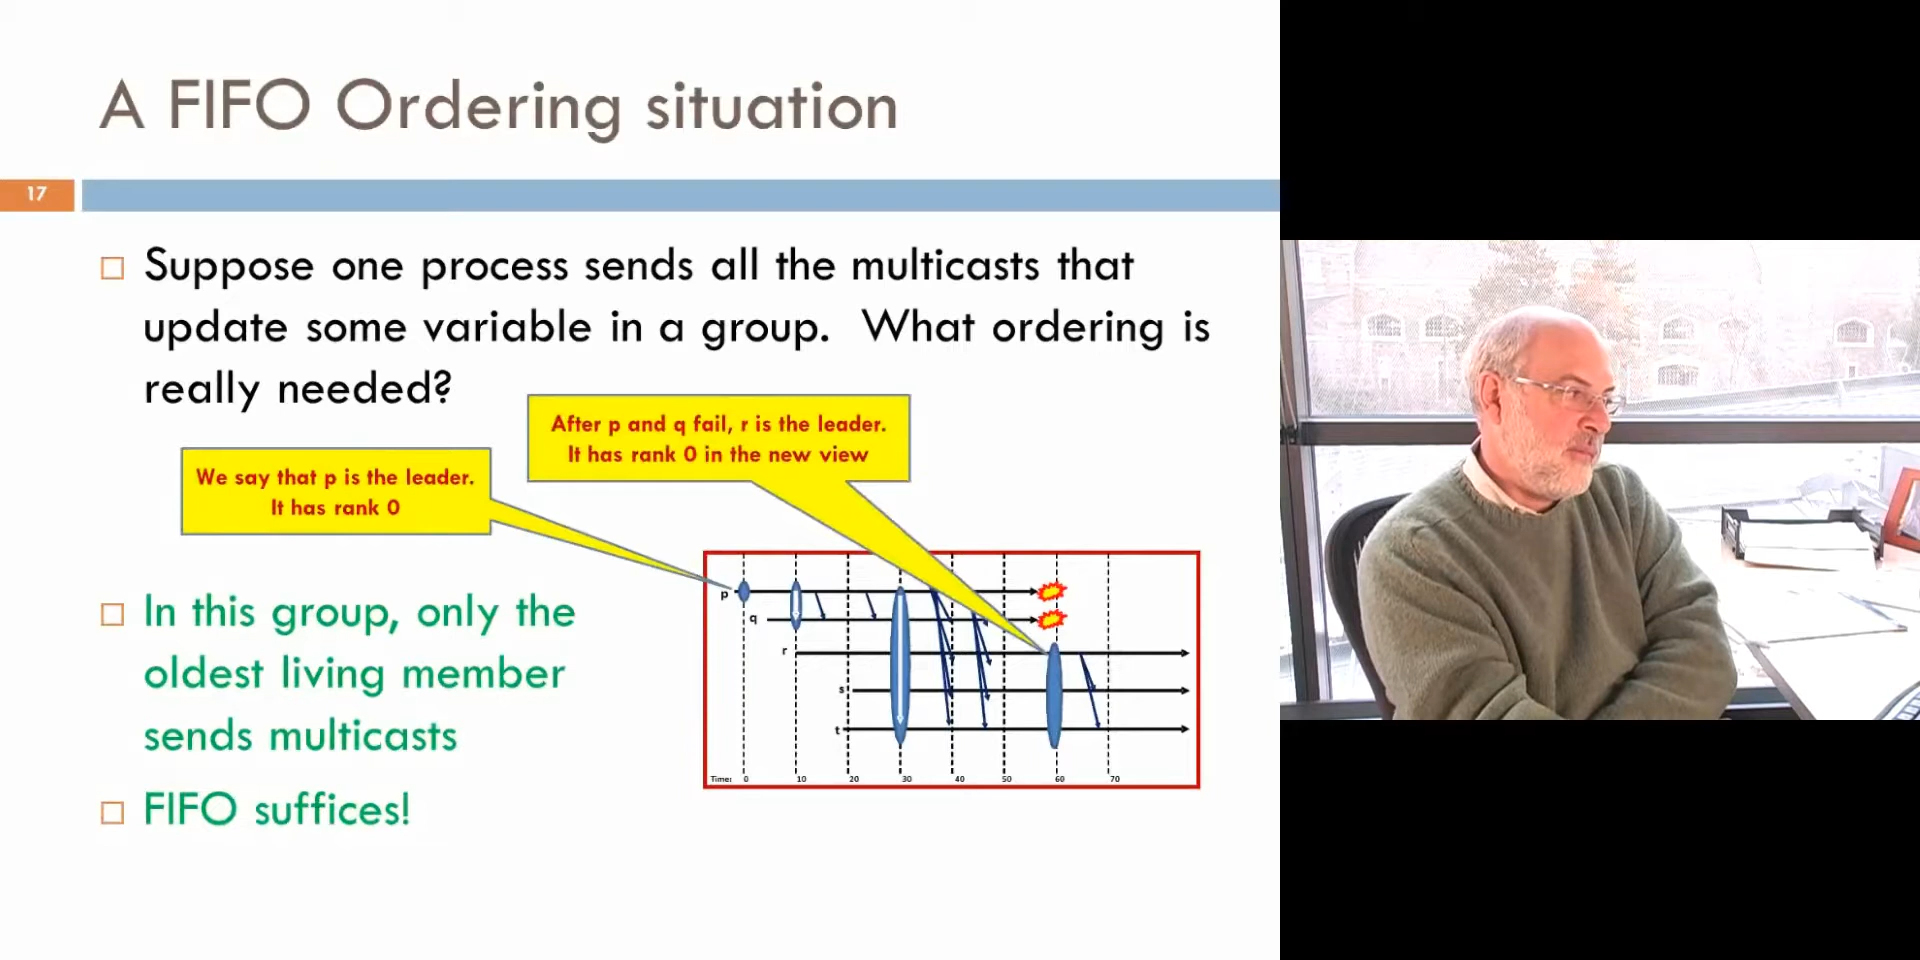 A FIFO Ordering situation
17
Suppose one process sends all the multicasts that
update some variable in a group.  What ordering is
really needed?
After p and q fail, r is the leader.
It has rank 0 in the new view
We say that p is the leader.
It has rank 0
In this group, only the
oldest living member
sends multicasts
FIFO suffices!
p
q
r
s
t
Time: 0 10 20 30 40 50 60 70